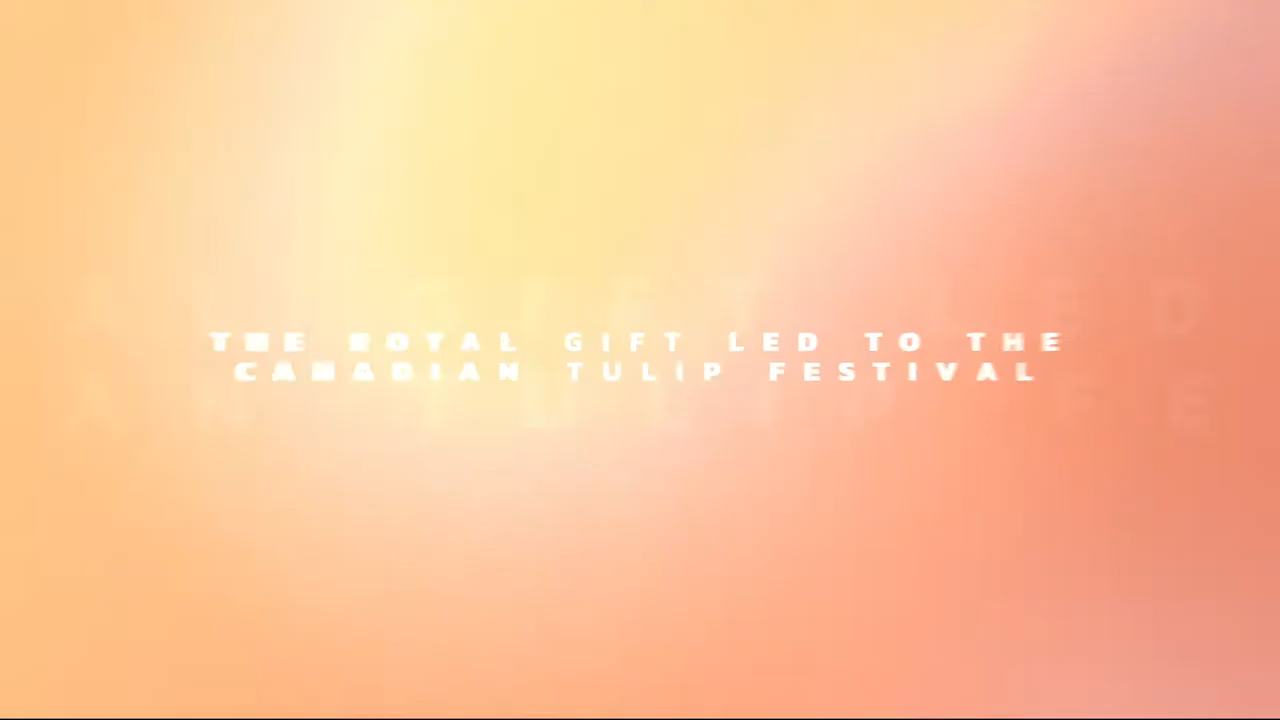 THE ROYAL GIFT LED TO THE
CANADIAN TULIP FESTIVAL